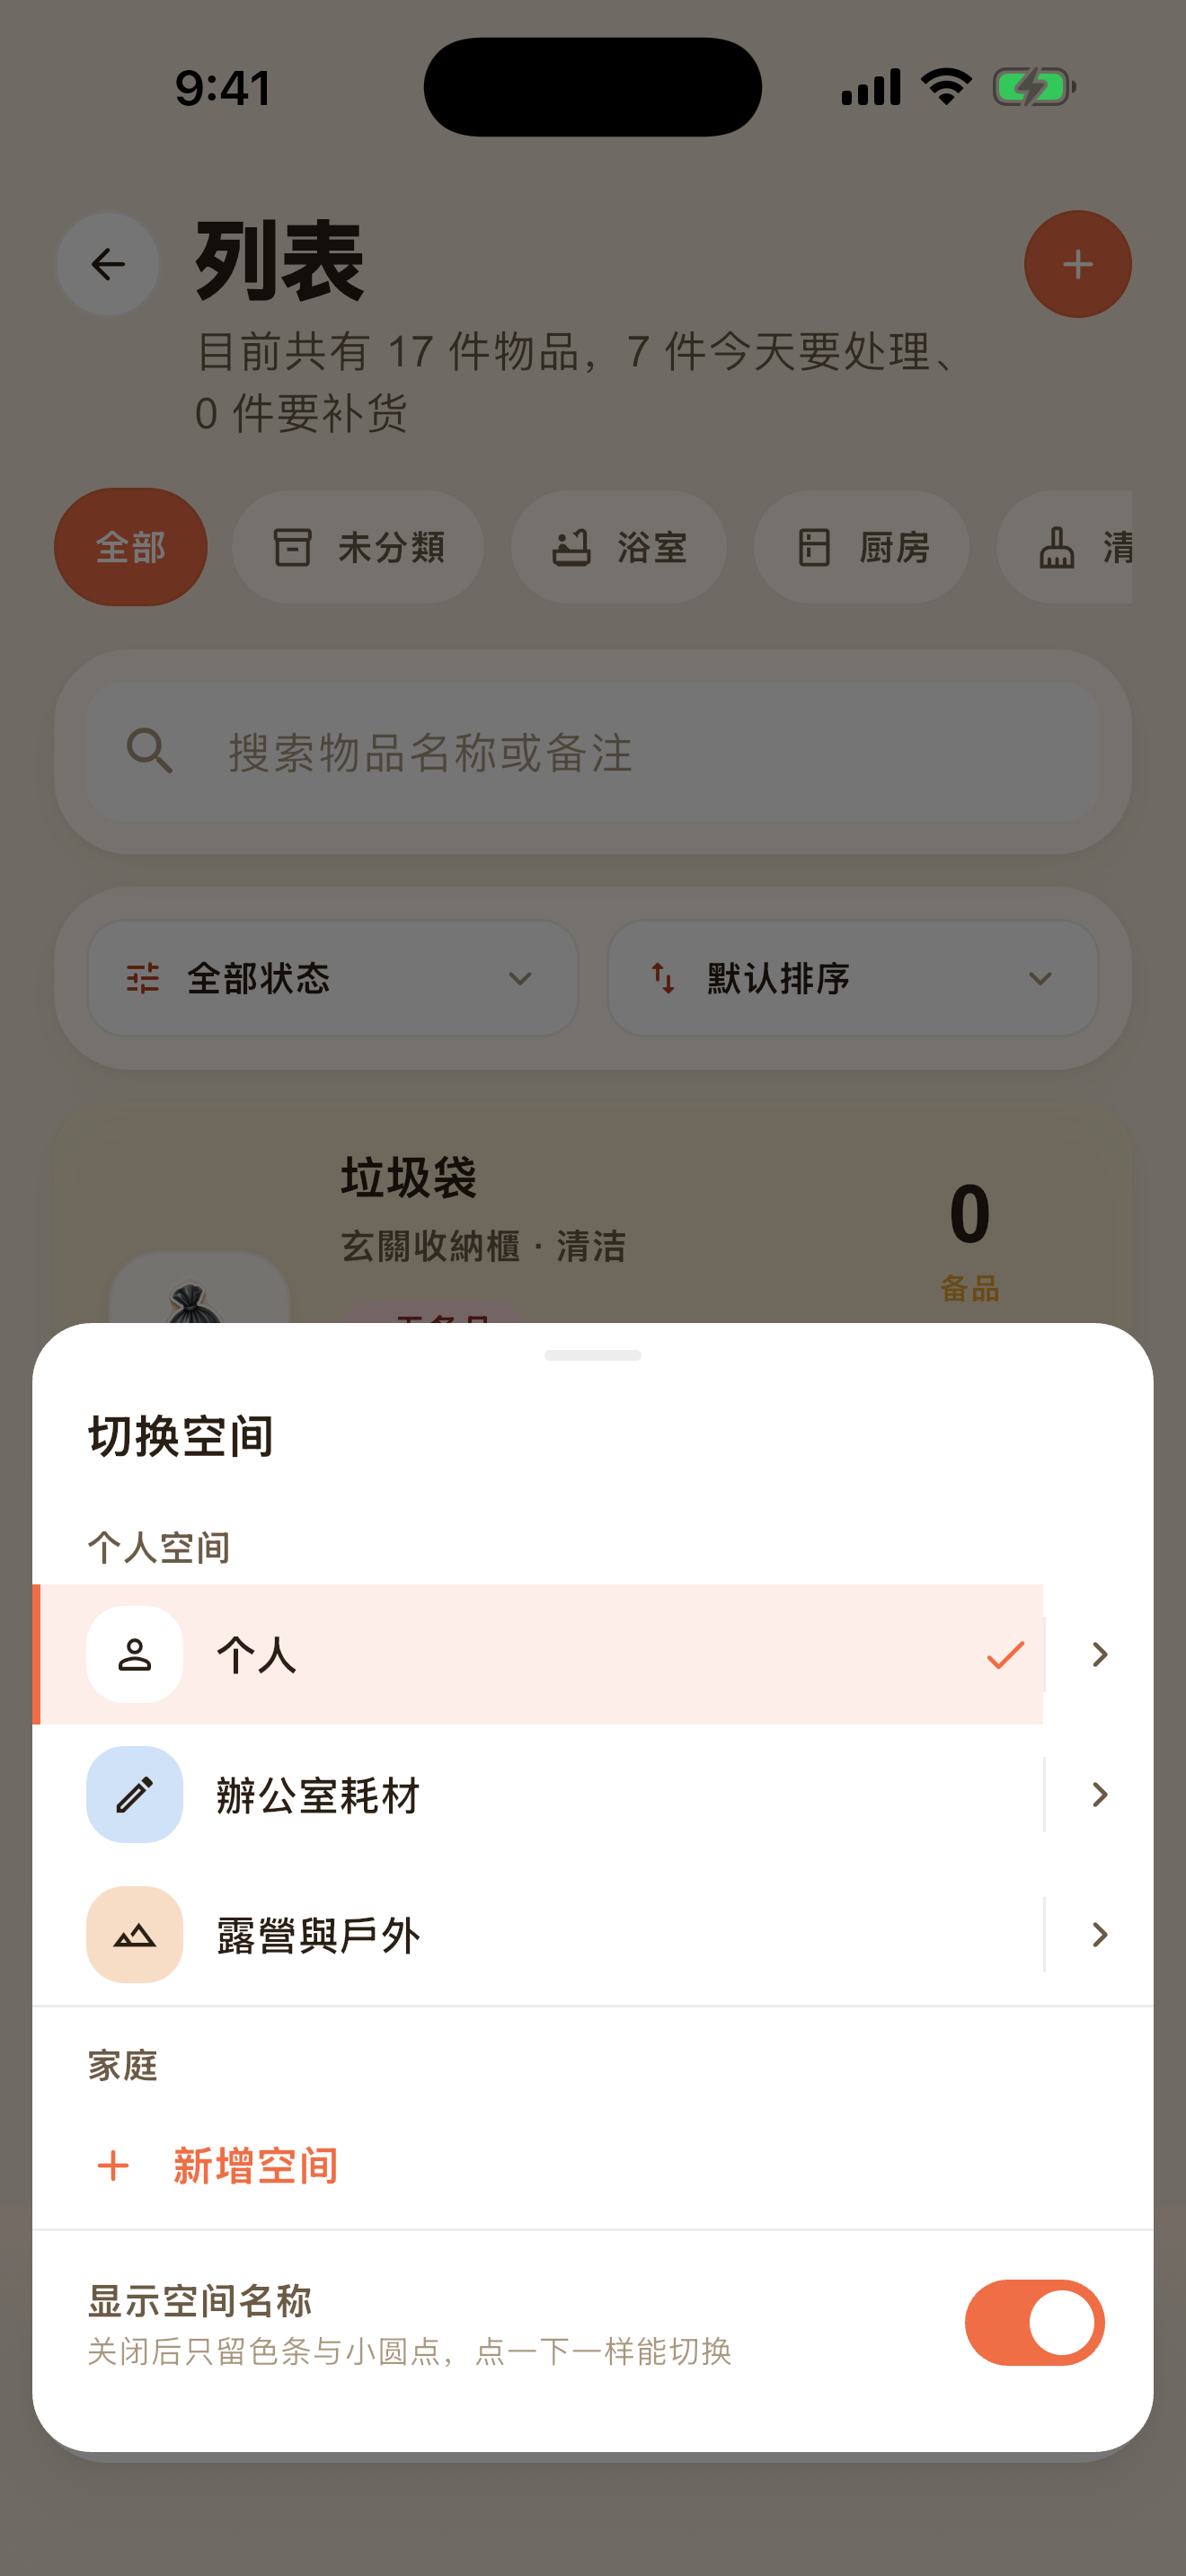 9:41
列表
目前共有 17 件物品，7 件今天要处理、
0 件要补货
全部
未分類
浴室
厨房
清
搜索物品名称或备注
全部状态
默认排序
垃圾袋
0
玄關收納櫃 · 清洁
备品
切换空间
个人空间
个人
辦公室耗材
露營與戶外
家庭
新增空间
显示空间名称
关闭后只留色条与小圆点，点一下一样能切换